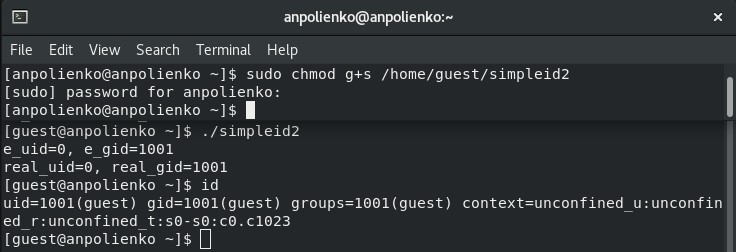 anpolienko@anpolienko:~
File Edit View Search Terminal Help
[anpolienko@anpolienko ~]$ sudo chmod g+s /home/guest/simpleid2
[sudo] password for anpolienko:
[anpolienko@anpolienko ~]$
[guest@anpolienko ~]$ ./simpleid2
e_uid=0, e_gid=1001
real_uid=0, real_gid=1001
[guest@anpolienko ~]$ id
uid=1001(guest) gid=1001(guest) groups=1001(guest) context=unconfined_u:unconfin
ed_r:unconfined_t:s0-s0:c0.c1023
[guest@anpolienko ~]$